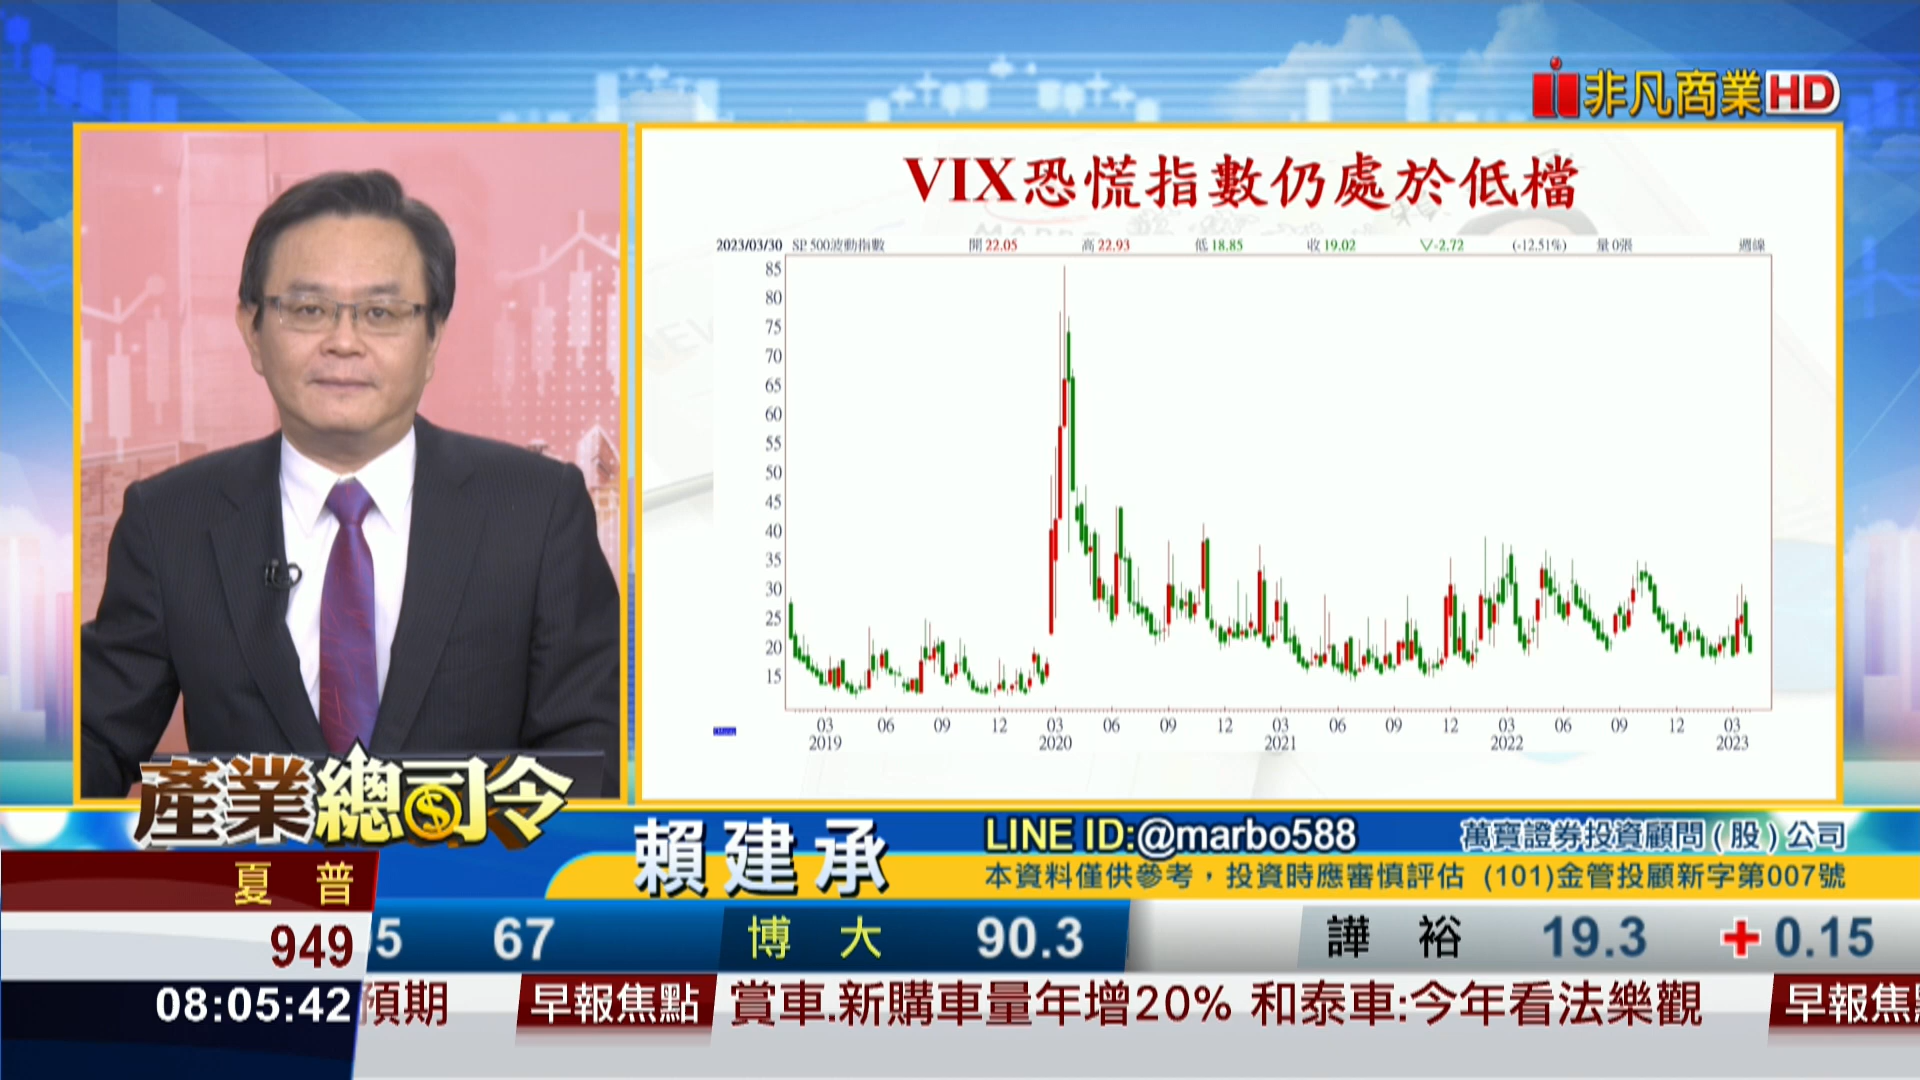 非凡商業HD
VIX恐慌指數仍處於低檔
2023/03/30 SP 500波動指數 開 22.05 高 22.93 低 18.85 收 19.02 ▽-2.72 (-12.51%) 量 0張 週線
85
80
75
70
65
60
55
50
45
40
35
30
25
20
15
03 06 09 12 03 06 09 12 03 06 09 12 03 06 09 12 03
2019 2020 2021 2022 2023
產業總司令
賴建承
LINE ID:@marbo588
萬寶證券投資顧問(股)公司
本資料僅供參考，投資時應審慎評估 (101)金管投顧新字第007號
夏普
949
5 67 博大 90.3 譁裕 19.3 + 0.15
08:05:42
預期 早報焦點 賞車.新購車量年增20% 和泰車:今年看法樂觀 早報焦